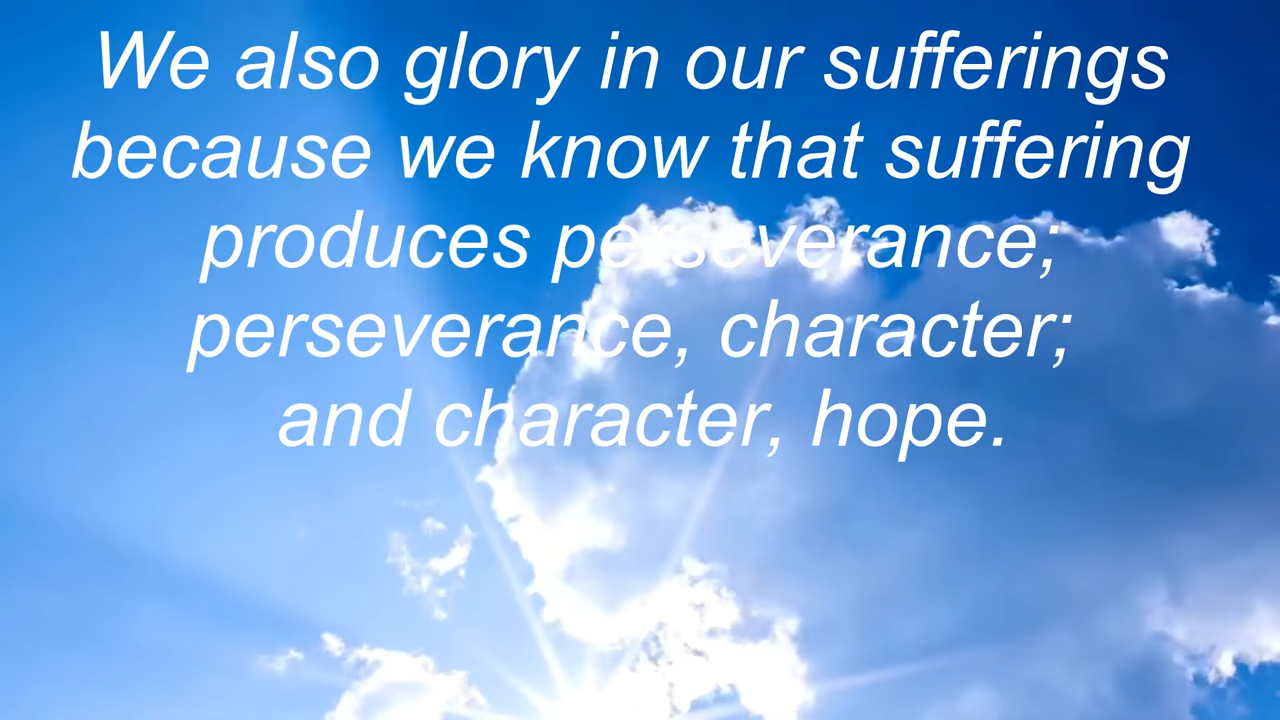 We also glory in our sufferings
because we know that suffering
produces perseverance;
perseverance, character;
and character, hope.